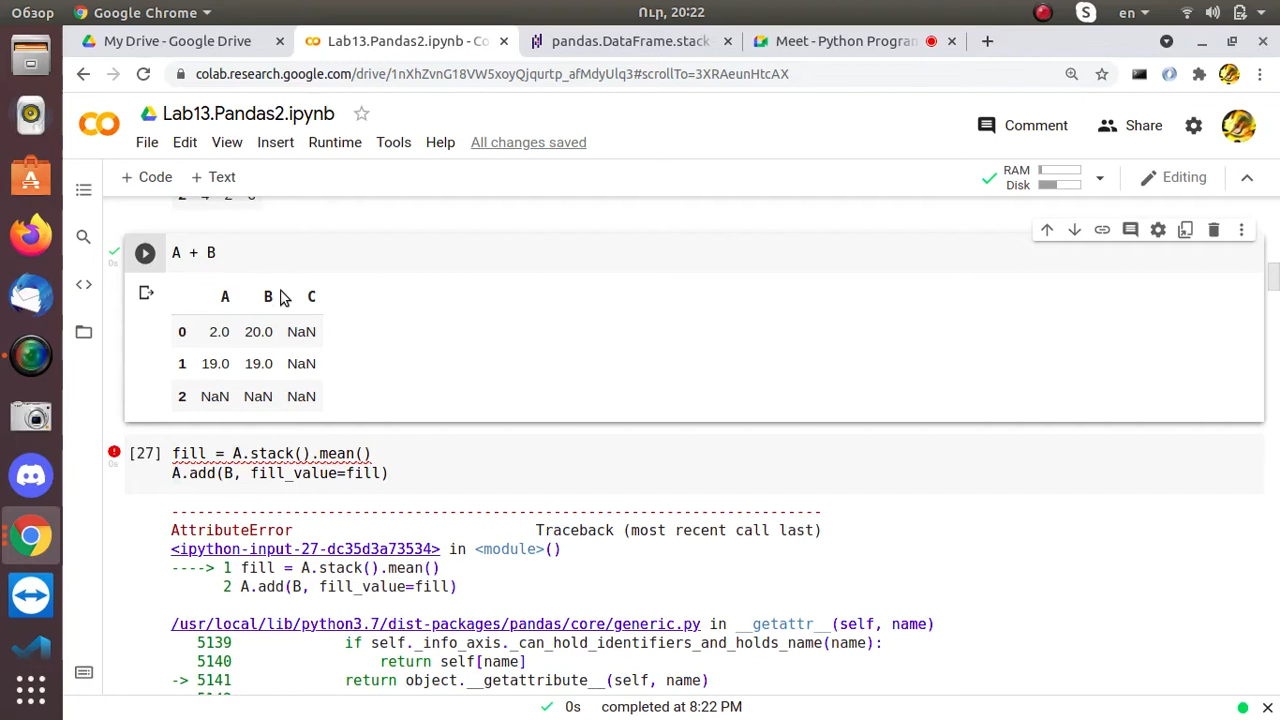 Обзор Google Chrome Ուր, 20:22 en
My Drive - Google Drive Lab13.Pandas2.ipynb - Co pandas.DataFrame.stack Meet - Python Progran
colab.research.google.com/drive/1nXhZvnG18VW5xoyQjqurtp_afMdyUlq3#scrollTo=3XRAeunHtcAX
Lab13.Pandas2.ipynb
Comment Share
File Edit View Insert Runtime Tools Help All changes saved
+ Code + Text RAM Disk Editing
A + B
0s
A B C
0 2.0 20.0 NaN
1 19.0 19.0 NaN
2 NaN NaN NaN
[27] fill = A.stack().mean()
0s
A.add(B, fill_value=fill)
---------------------------------------------------------------------------
AttributeError Traceback (most recent call last)
<ipython-input-27-dc35d3a73534> in <module>()
----> 1 fill = A.stack().mean()
2 A.add(B, fill_value=fill)
/usr/local/lib/python3.7/dist-packages/pandas/core/generic.py in __getattr__(self, name)
5139 if self._info_axis._can_hold_identifiers_and_holds_name(name):
5140 return self[name]
-> 5141 return object.__getattribute__(self, name)
0s completed at 8:22 PM